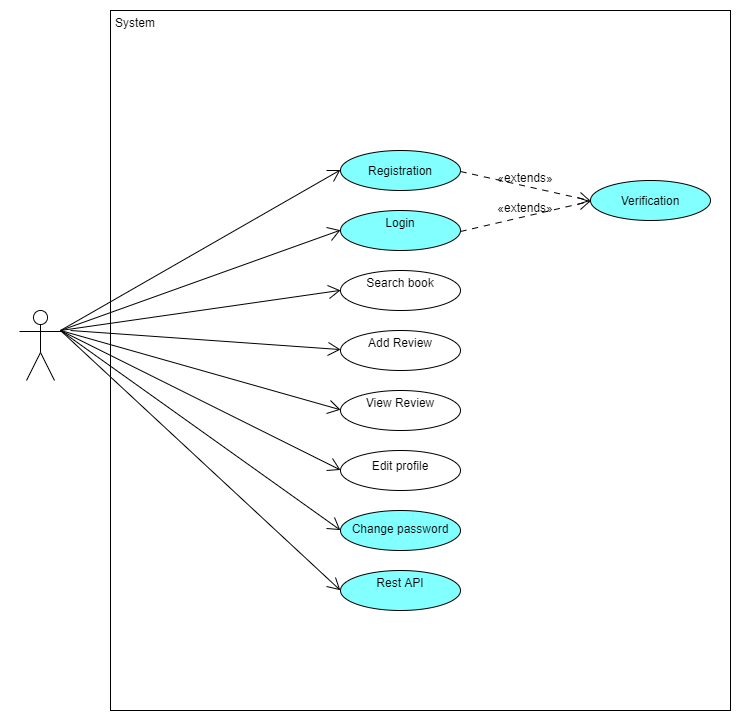 System
Registration
«extends»
Verification
Login
«extends»
Search book
Add Review
View Review
Edit profile
Change password
Rest API